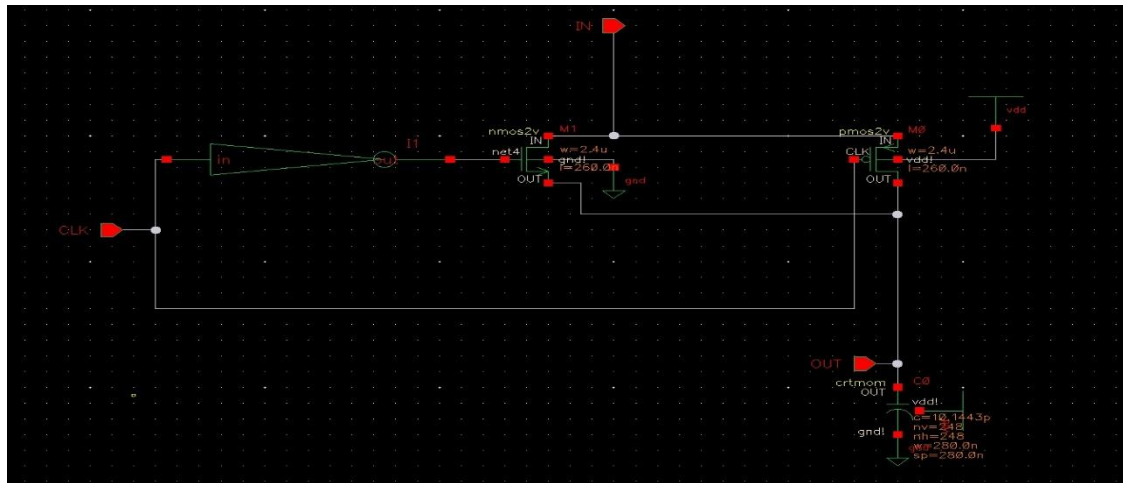 IN
vdd
nmos2v
M1
IN
pmos2v
M0
IN
I1
in
out
net4
w=2.4u
gnd!
l=260.0n
OUT
gnd
CLK
w=2.4u
vdd!
l=260.0n
OUT
CLK
OUT
C0
crtmom
OUT
vdd!
c=10.1443p
nv=248
nh=248
w=280.0n
sp=280.0n
gnd!